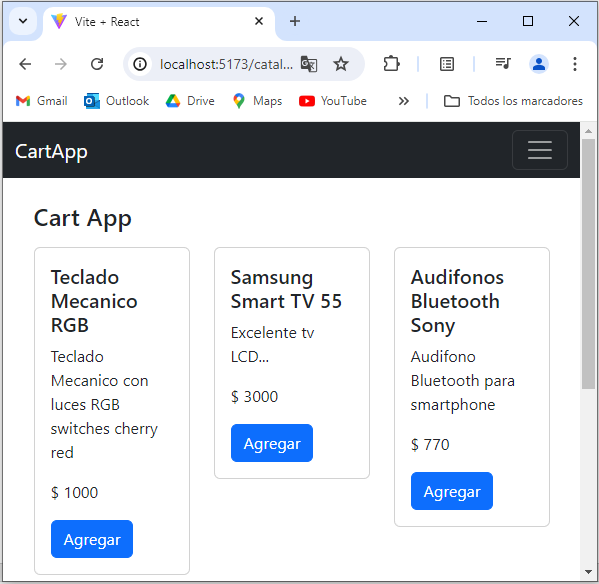 Vite + React
localhost:5173/catal...
Gmail
Outlook
Drive
Maps
YouTube
Todos los marcadores
CartApp
Cart App
Teclado
Mecanico
RGB
Teclado
Mecanico con
luces RGB
switches cherry
red
$ 1000
Agregar
Samsung
Smart TV 55
Excelente tv
LCD...
$ 3000
Agregar
Audifonos
Bluetooth
Sony
Audifono
Bluetooth para
smartphone
$ 770
Agregar